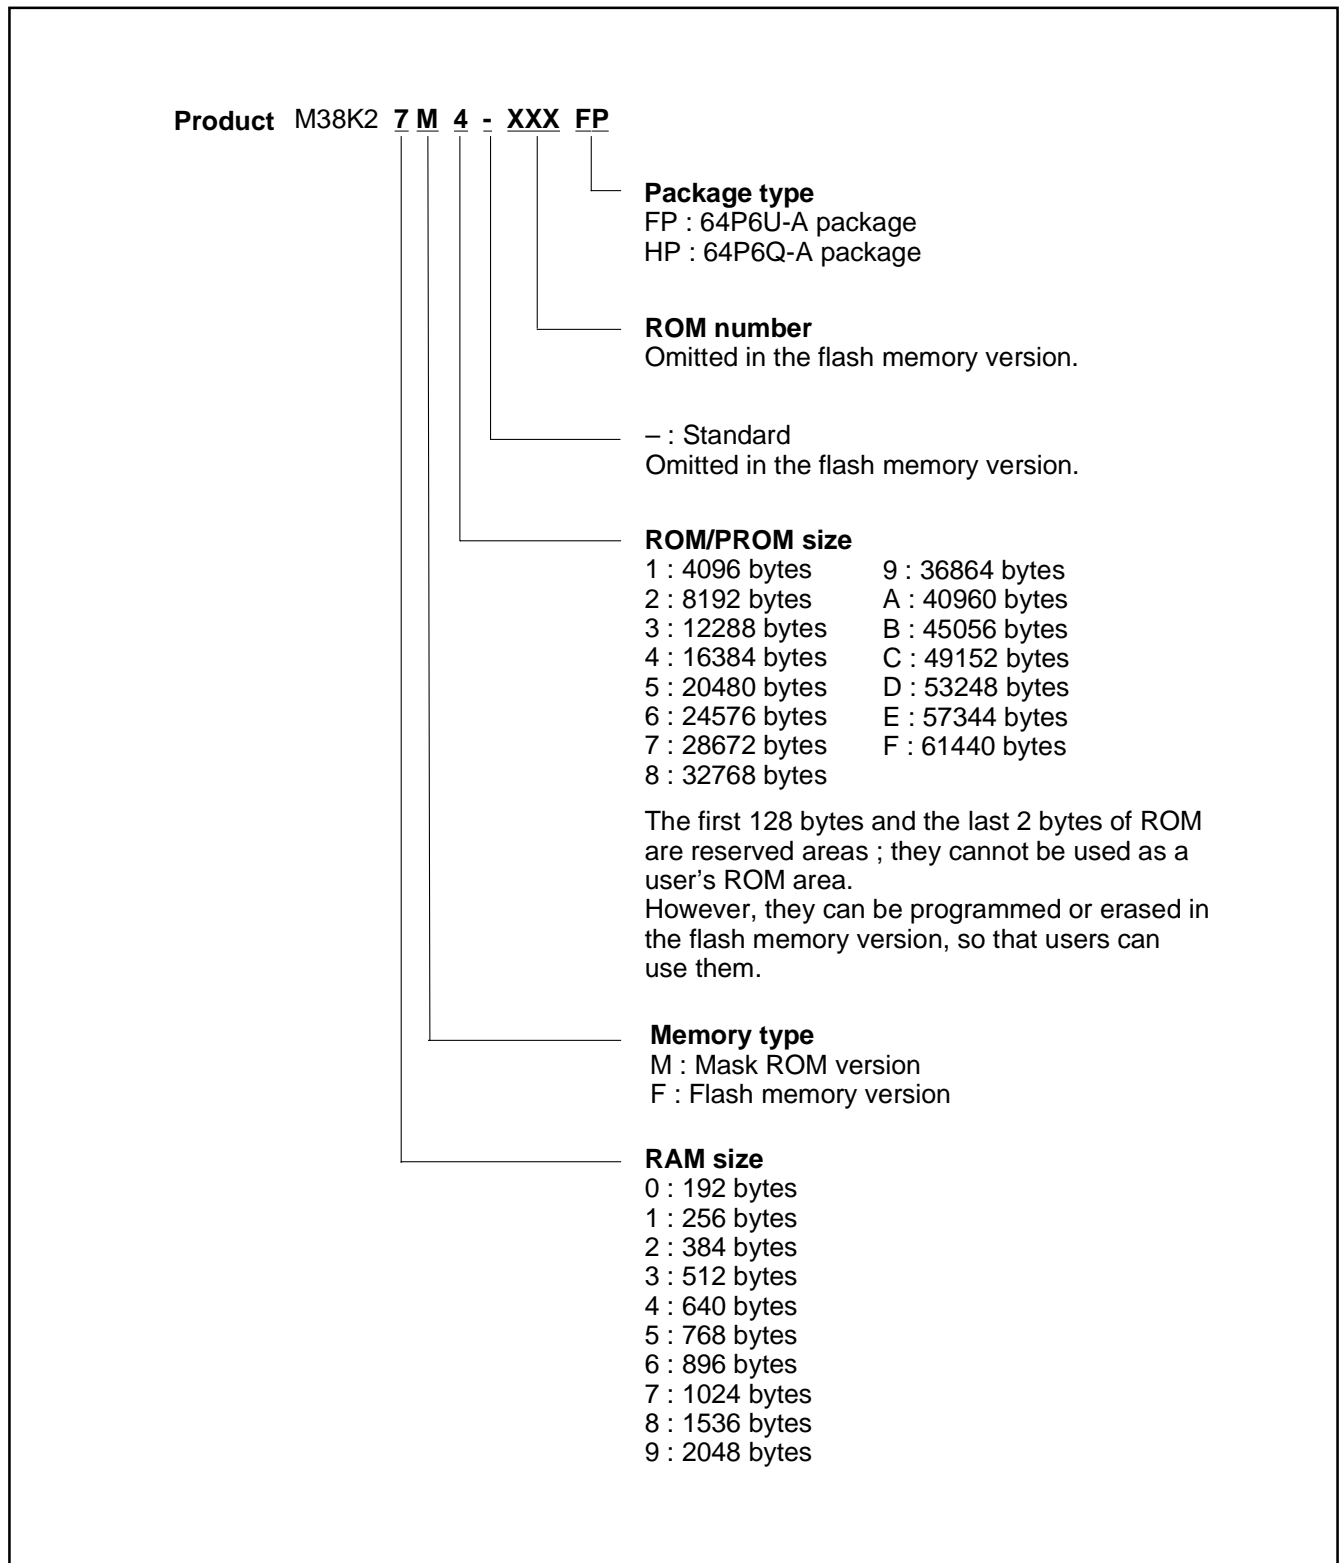 Product M38K2 7 M 4 - XXX FP
Package type
FP : 64P6U-A package
HP : 64P6Q-A package
ROM number
Omitted in the flash memory version.
– : Standard
Omitted in the flash memory version.
ROM/PROM size
1 : 4096 bytes
2 : 8192 bytes
3 : 12288 bytes
4 : 16384 bytes
5 : 20480 bytes
6 : 24576 bytes
7 : 28672 bytes
8 : 32768 bytes
9 : 36864 bytes
A : 40960 bytes
B : 45056 bytes
C : 49152 bytes
D : 53248 bytes
E : 57344 bytes
F : 61440 bytes
The first 128 bytes and the last 2 bytes of ROM
are reserved areas ; they cannot be used as a
user’s ROM area.
However, they can be programmed or erased in
the flash memory version, so that users can
use them.
Memory type
M : Mask ROM version
F : Flash memory version
RAM size
0 : 192 bytes
1 : 256 bytes
2 : 384 bytes
3 : 512 bytes
4 : 640 bytes
5 : 768 bytes
6 : 896 bytes
7 : 1024 bytes
8 : 1536 bytes
9 : 2048 bytes